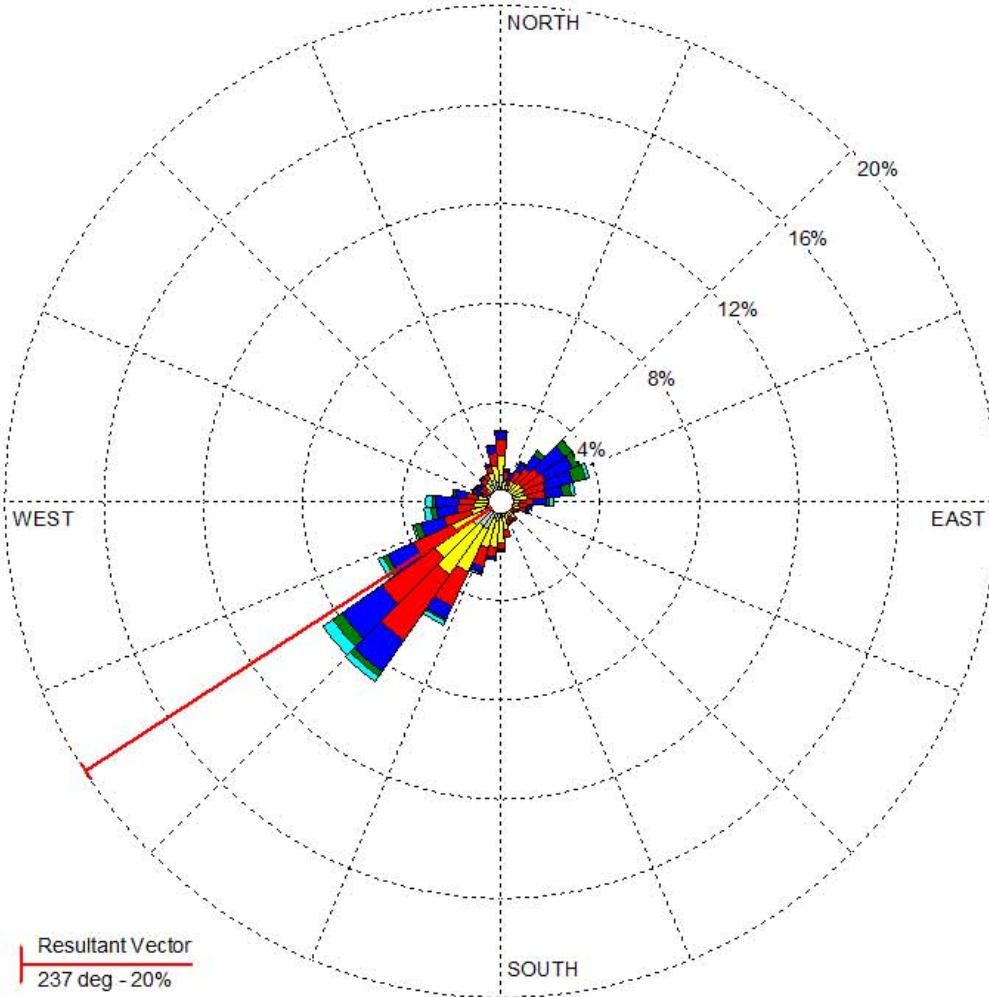 NORTH
20%
16%
12%
8%
4%
WEST
EAST
SOUTH
Resultant Vector
237 deg - 20%